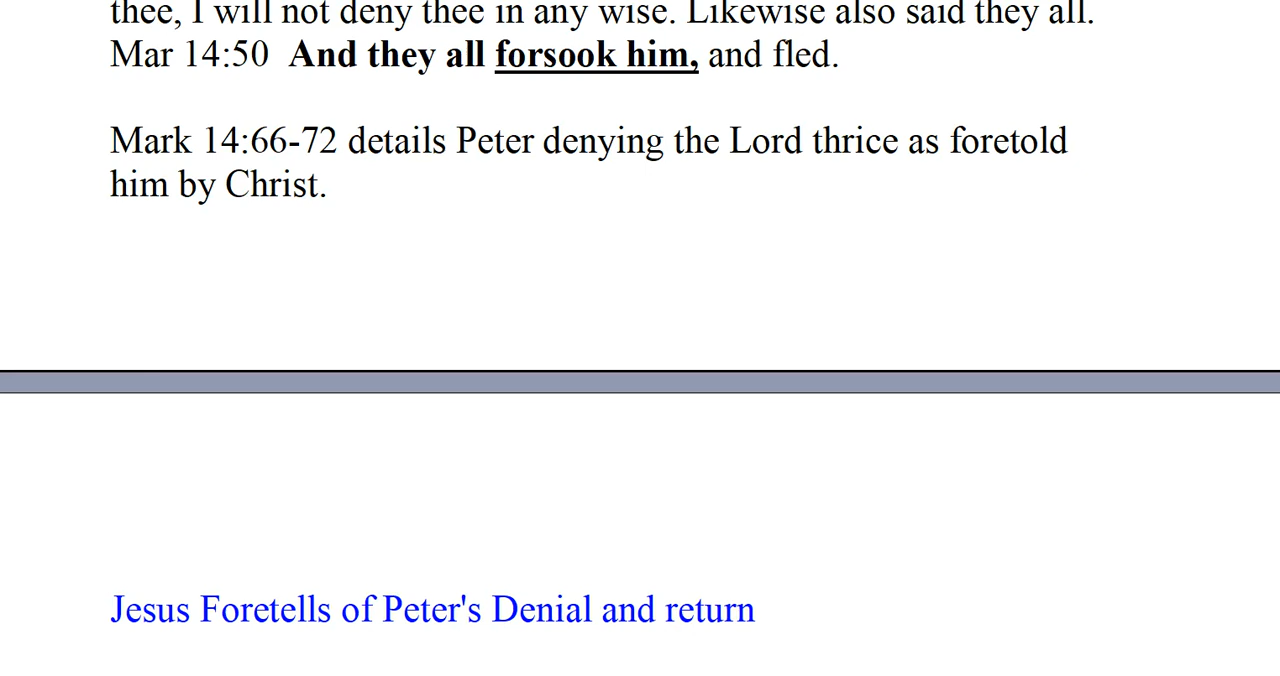 thee, I will not deny thee in any wise. Likewise also said they all.
Mar 14:50 And they all forsook him, and fled.
Mark 14:66-72 details Peter denying the Lord thrice as foretold
him by Christ.
Jesus Foretells of Peter's Denial and return